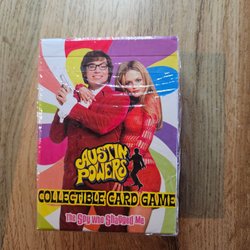 AUSTIN
POWERS
COLLECTIBLE CARD GAME
The Spy Who Shagged Me